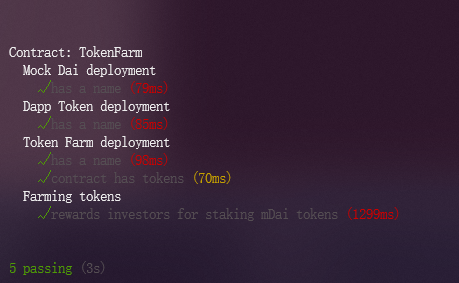 Contract: TokenFarm
Mock Dai deployment
✓ has a name (79ms)
Dapp Token deployment
✓ has a name (85ms)
Token Farm deployment
✓ has a name (93ms)
✓ contract has tokens (70ms)
Farming tokens
✓ rewards investors for staking mDai tokens (1299ms)
5 passing (3s)